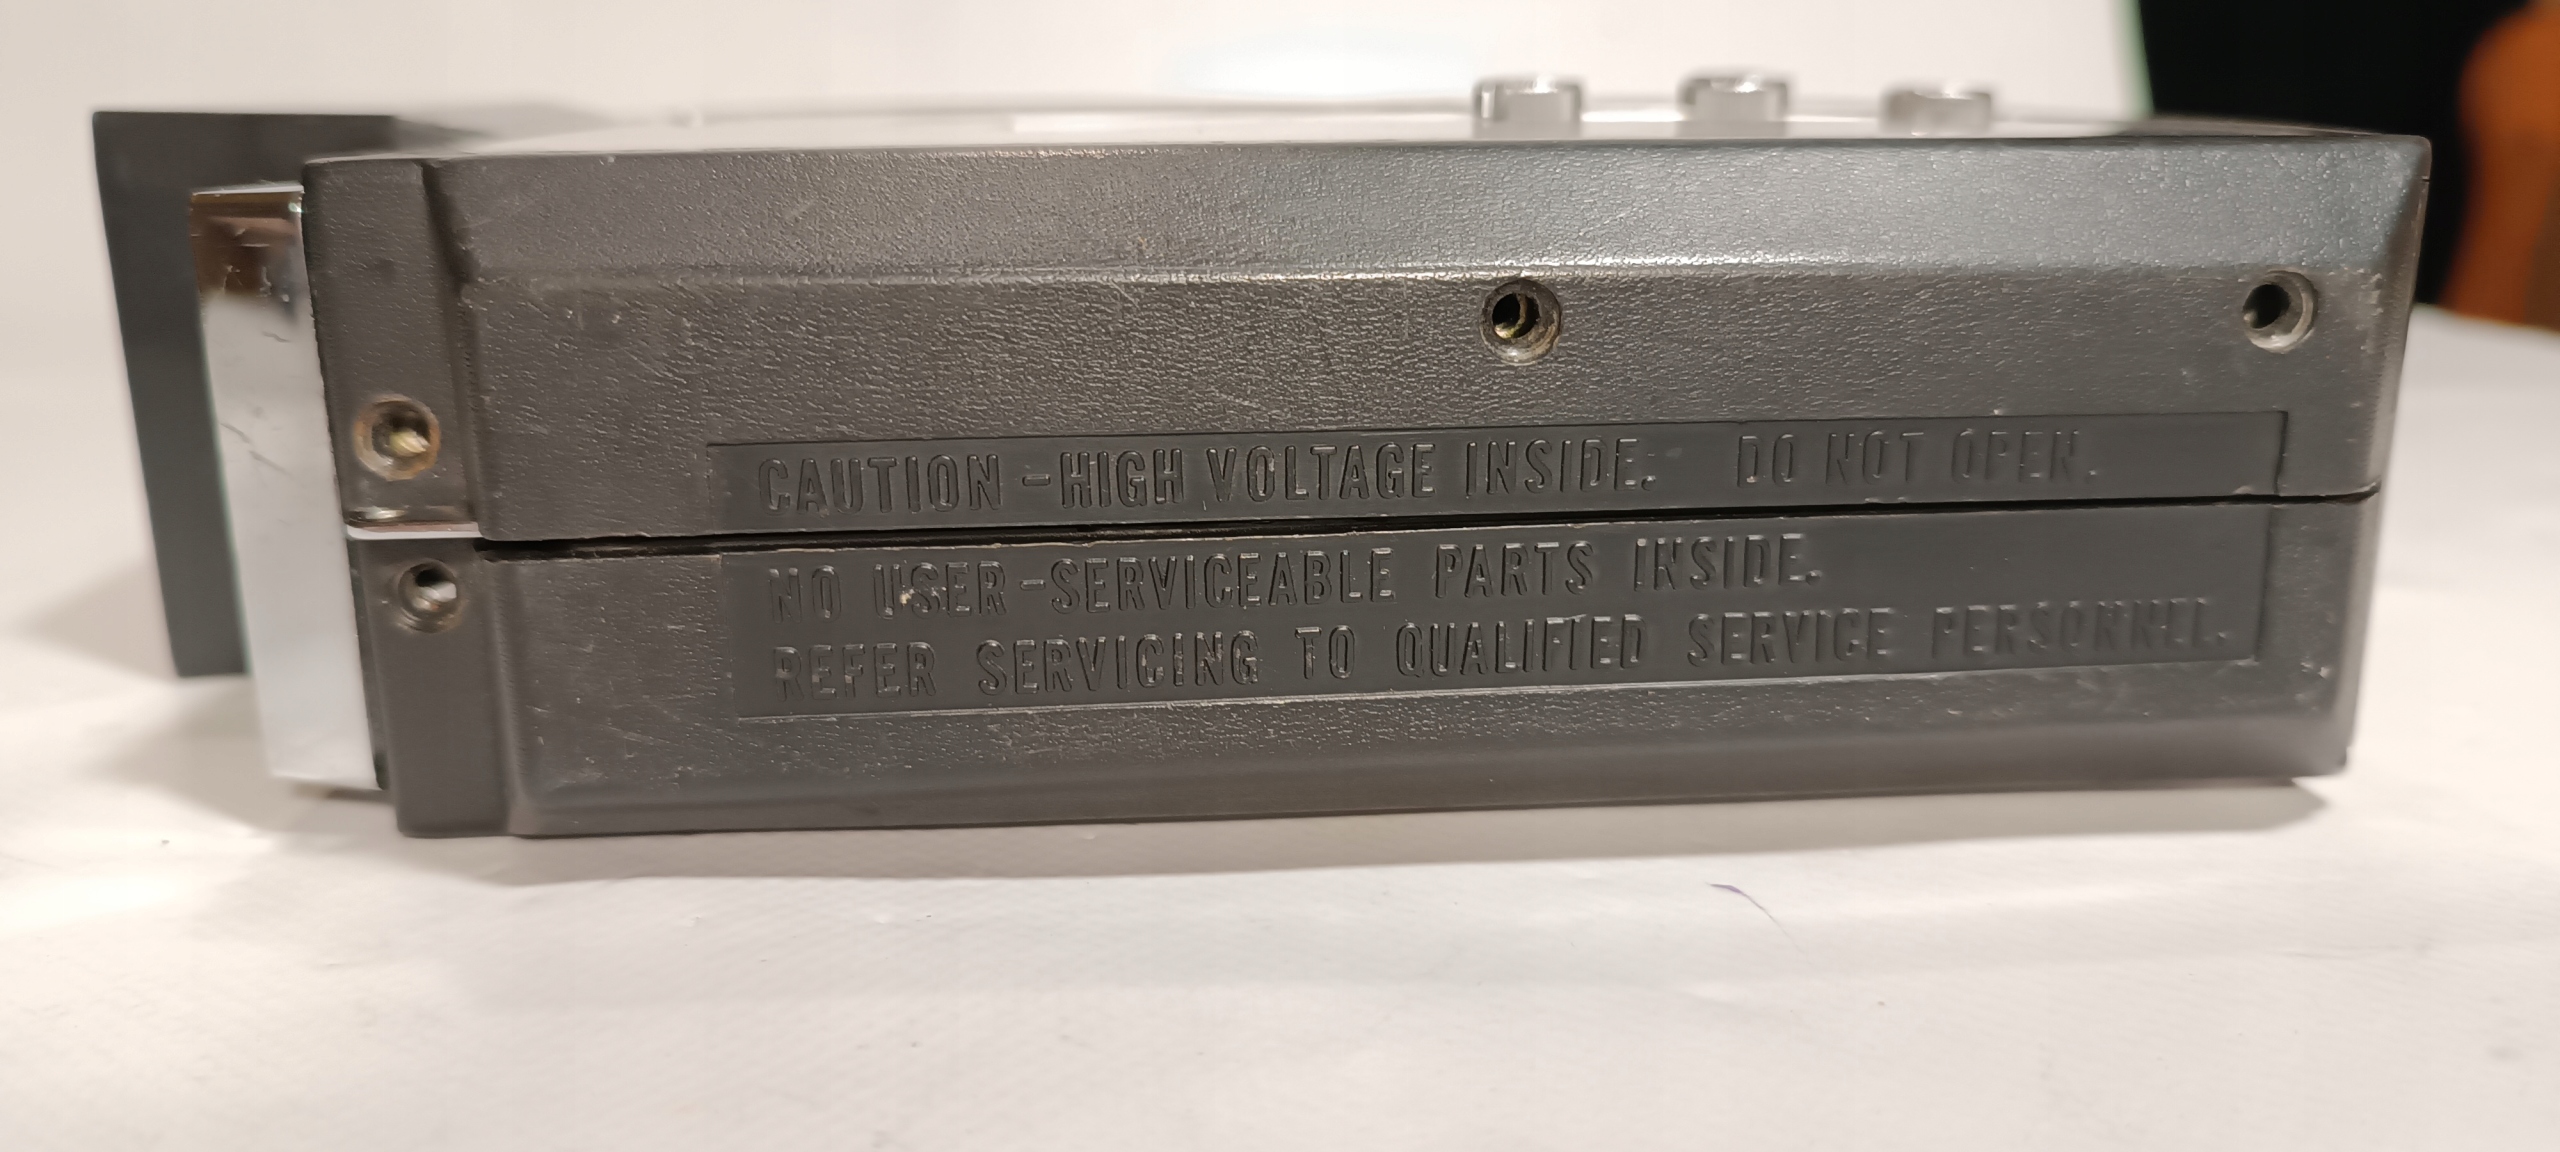 CAUTION - HIGH VOLTAGE INSIDE. DO NOT OPEN.
NO USER-SERVICEABLE PARTS INSIDE.
REFER SERVICING TO QUALIFIED SERVICE PERSONNEL.